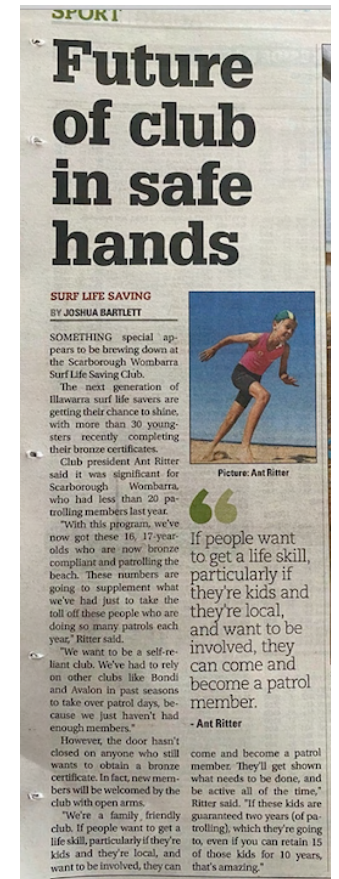 SPORT
Future
of club
in safe
hands
SURF LIFE SAVING
BY JOSHUA BARTLETT
SOMETHING special ap-
pears to be brewing down at
the Scarborough Wombarra
Surf Life Saving Club.
The next generation of
Illawarra surf life savers are
getting their chance to shine,
with more than 30 young-
sters recently completing
their bronze certificates.
Club president Ant Ritter
said it was significant for
Scarborough Wombarra,
who had less than 20 pa-
trolling members last year.
"With this program, we've
now got these 16, 17-year-
olds who are now bronze
compliant and patrolling the
beach. These numbers are
going to supplement what
we've had just to take the
toll off these people who are
doing so many patrols each
year," Ritter said.
"We want to be a self-re-
liant club. We've had to rely
on other clubs like Bondi
and Avalon in past seasons
to take over patrol days, be-
cause we just haven't had
enough members."
However, the door hasn't
closed on anyone who still
wants to obtain a bronze
certificate. In fact, new mem-
bers will be welcomed by the
club with open arms.
"We're a family friendly
club. If people want to get a
life skill, particularly if they're
kids and they're local, and
want to be involved, they can
Picture: Ant Ritter
“
If people want
to get a life skill,
particularly if
they're kids and
they're local,
and want to be
involved, they
can come and
become a patrol
member.
- Ant Ritter
come and become a patrol
member. They'll get shown
what needs to be done, and
be active all of the time,"
Ritter said. "If these kids are
guaranteed two years (of pa-
trolling), which they're going
to, even if you can retain 15
of those kids for 10 years,
that's amazing."